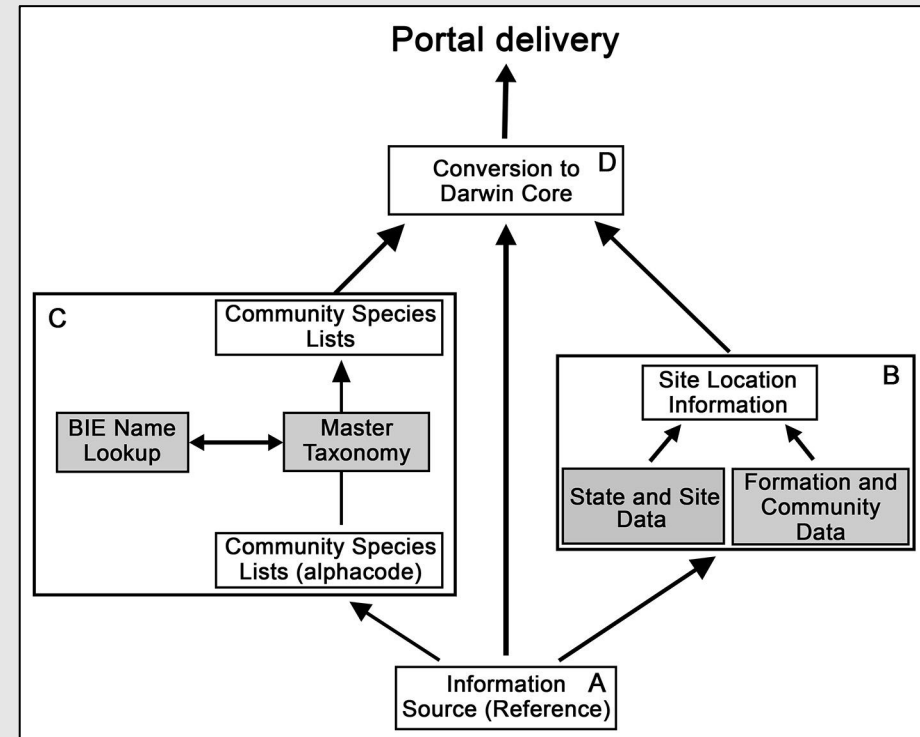 Portal delivery
Conversion to D
Darwin Core
C
Community Species
Lists
BIE Name
Lookup
Master
Taxonomy
Community Species
Lists (alphacode)
B
Site Location
Information
State and Site
Data
Formation and
Community
Data
Information A
Source (Reference)